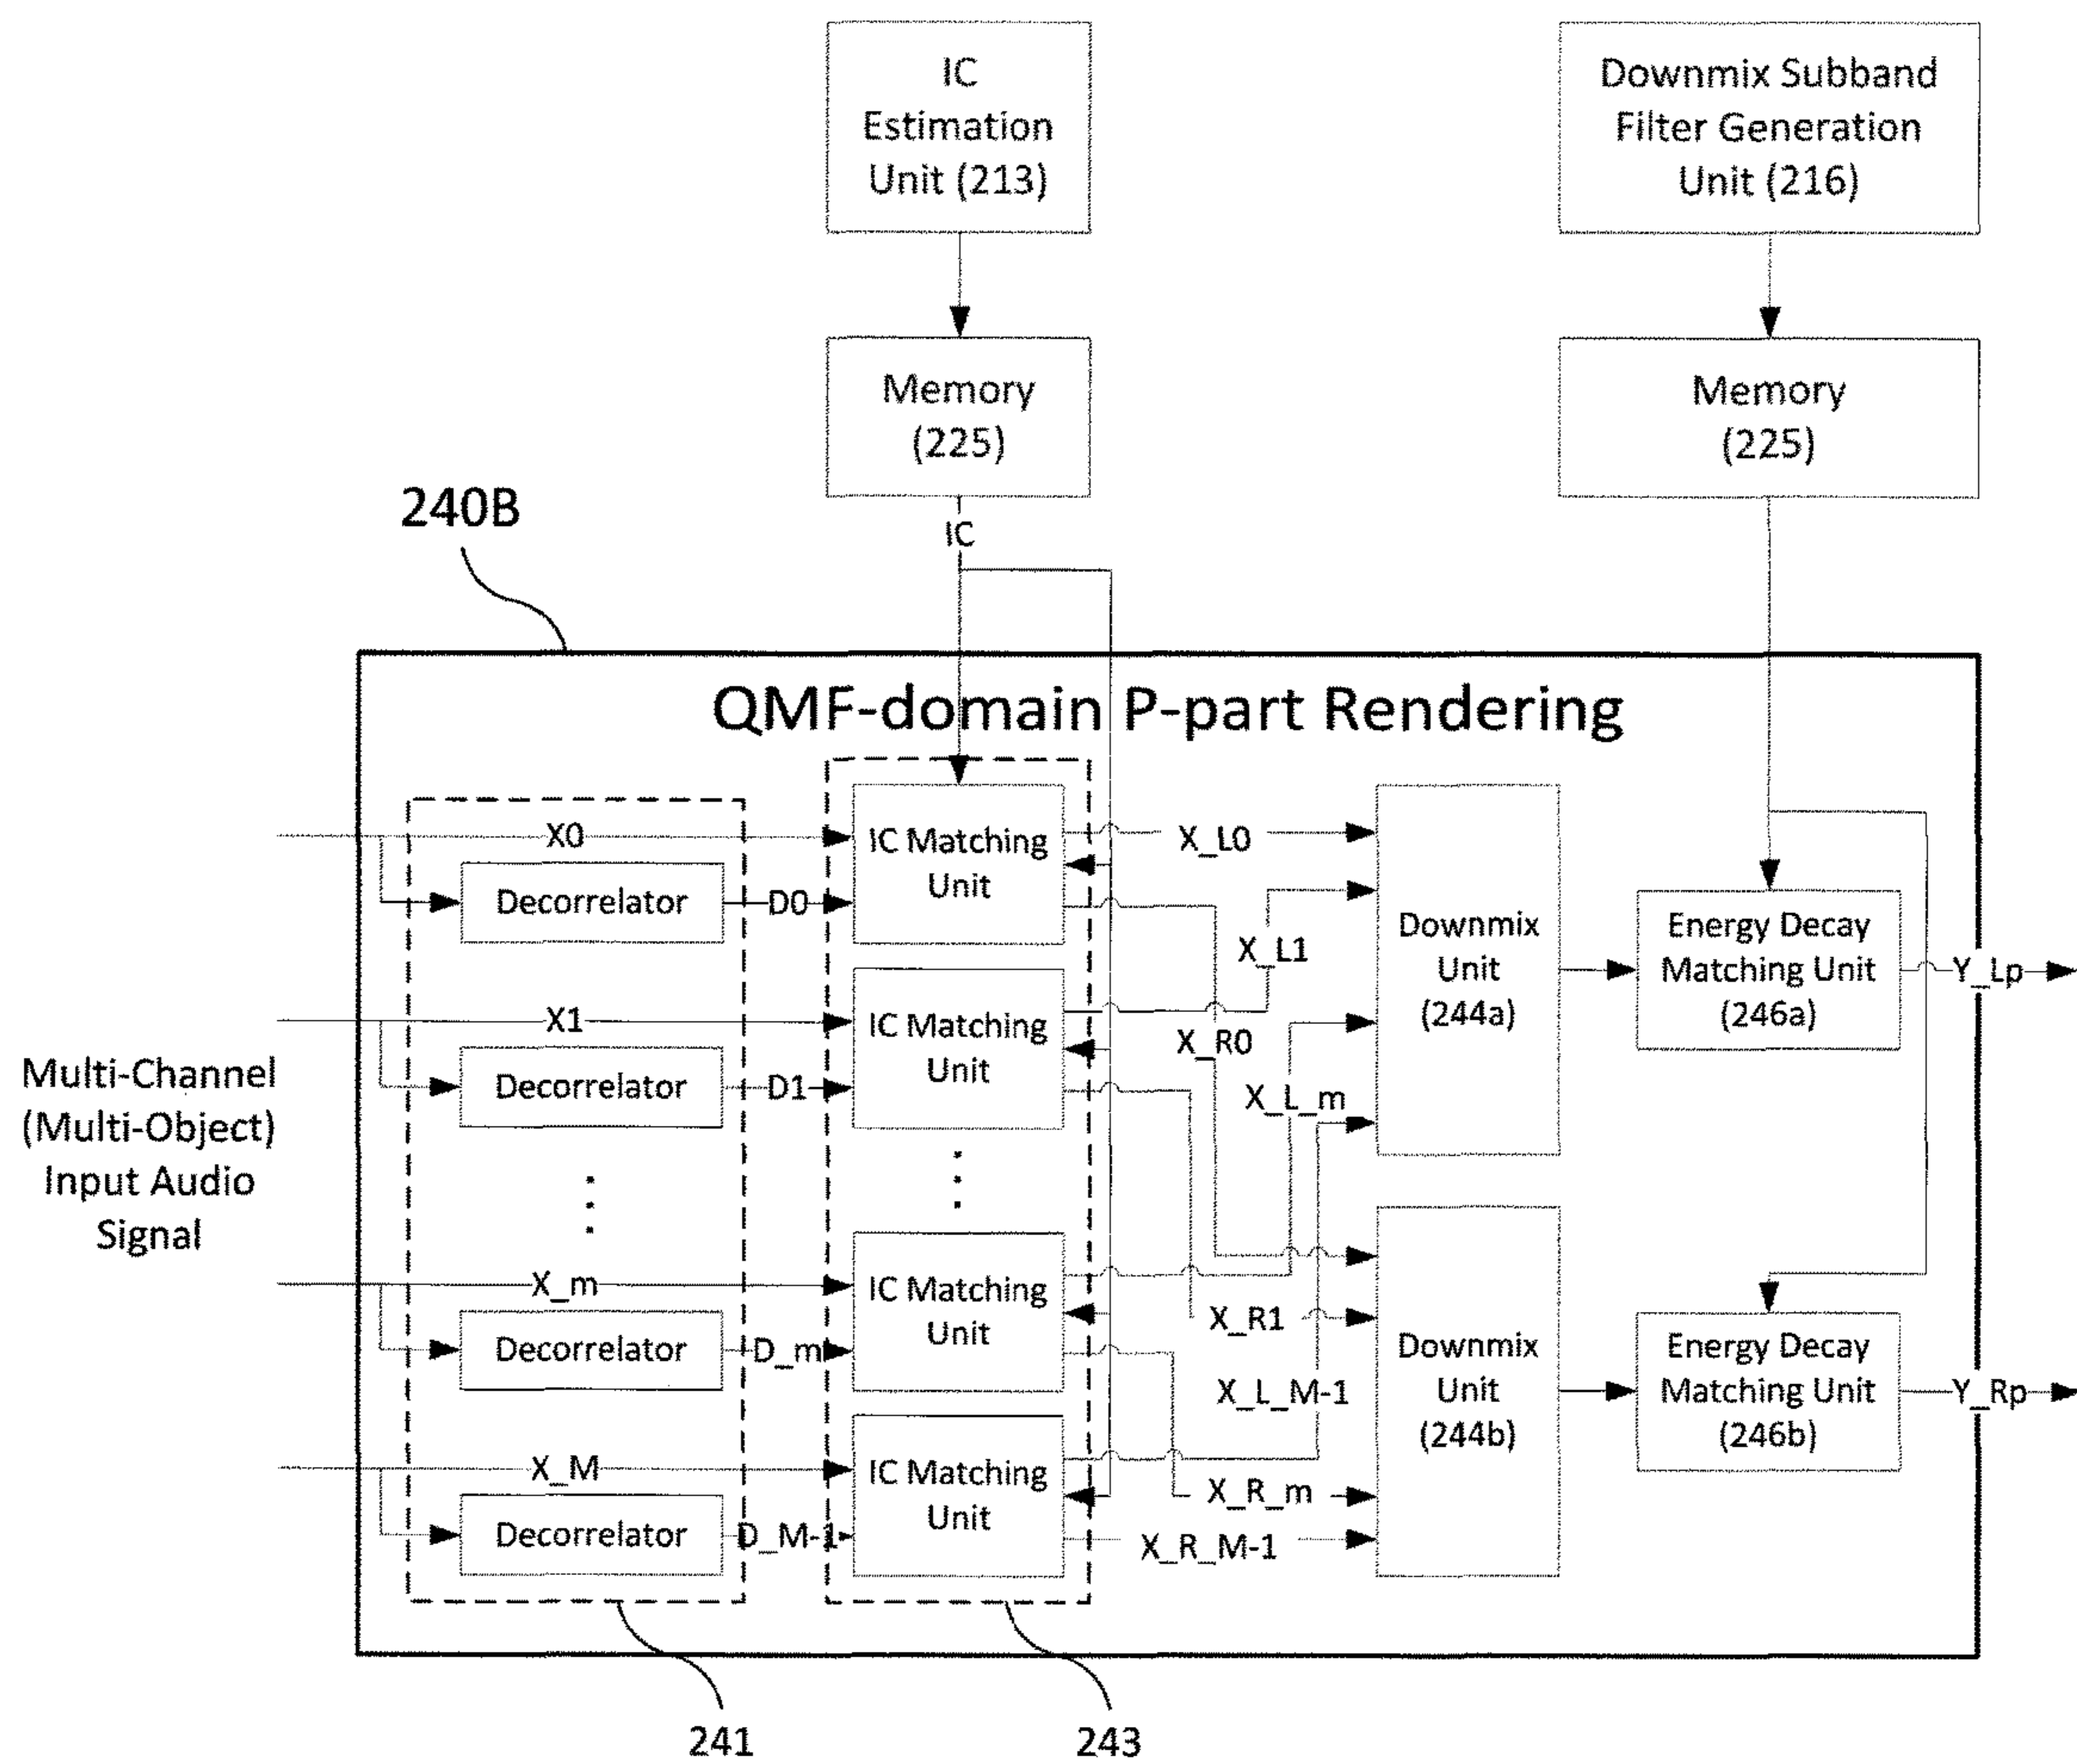 IC
Estimation
Unit (213)
Downmix Subband
Filter Generation
Unit (216)
Memory
(225)
Memory
(225)
240B
IC
QMF-domain P-part Rendering
X0
Decorrelator
D0
IC Matching
Unit
X_L0
X_L1
X_R0
X1
Decorrelator
D1
IC Matching
Unit
X_L_m
Multi-Channel
(Multi-Object)
Input Audio
Signal
X_m
Decorrelator
D_m
IC Matching
Unit
X_R1
X_L_M-1
X_M
Decorrelator
D_M-1
IC Matching
Unit
X_R_m
X_R_M-1
Downmix
Unit
(244a)
Energy Decay
Matching Unit
(246a)
Y_Lp
Downmix
Unit
(244b)
Energy Decay
Matching Unit
(246b)
Y_Rp
241
243